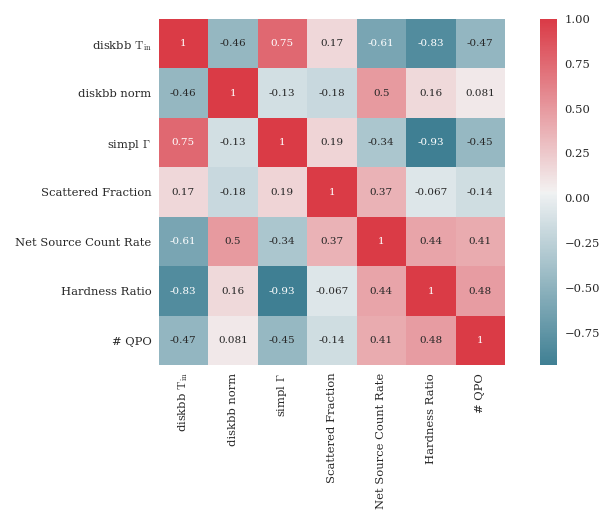 diskbb T_in 1 -0.46 0.75 0.17 -0.61 -0.83 -0.47
diskbb norm -0.46 1 -0.13 -0.18 0.5 0.16 0.081
simpl Γ 0.75 -0.13 1 0.19 -0.34 -0.93 -0.45
Scattered Fraction 0.17 -0.18 0.19 1 0.37 -0.067 -0.14
Net Source Count Rate -0.61 0.5 -0.34 0.37 1 0.44 0.41
Hardness Ratio -0.83 0.16 -0.93 -0.067 0.44 1 0.48
# QPO -0.47 0.081 -0.45 -0.14 0.41 0.48 1
diskbb T_in
diskbb norm
simpl Γ
Scattered Fraction
Net Source Count Rate
Hardness Ratio
# QPO
1.00
0.75
0.50
0.25
0.00
−0.25
−0.50
−0.75